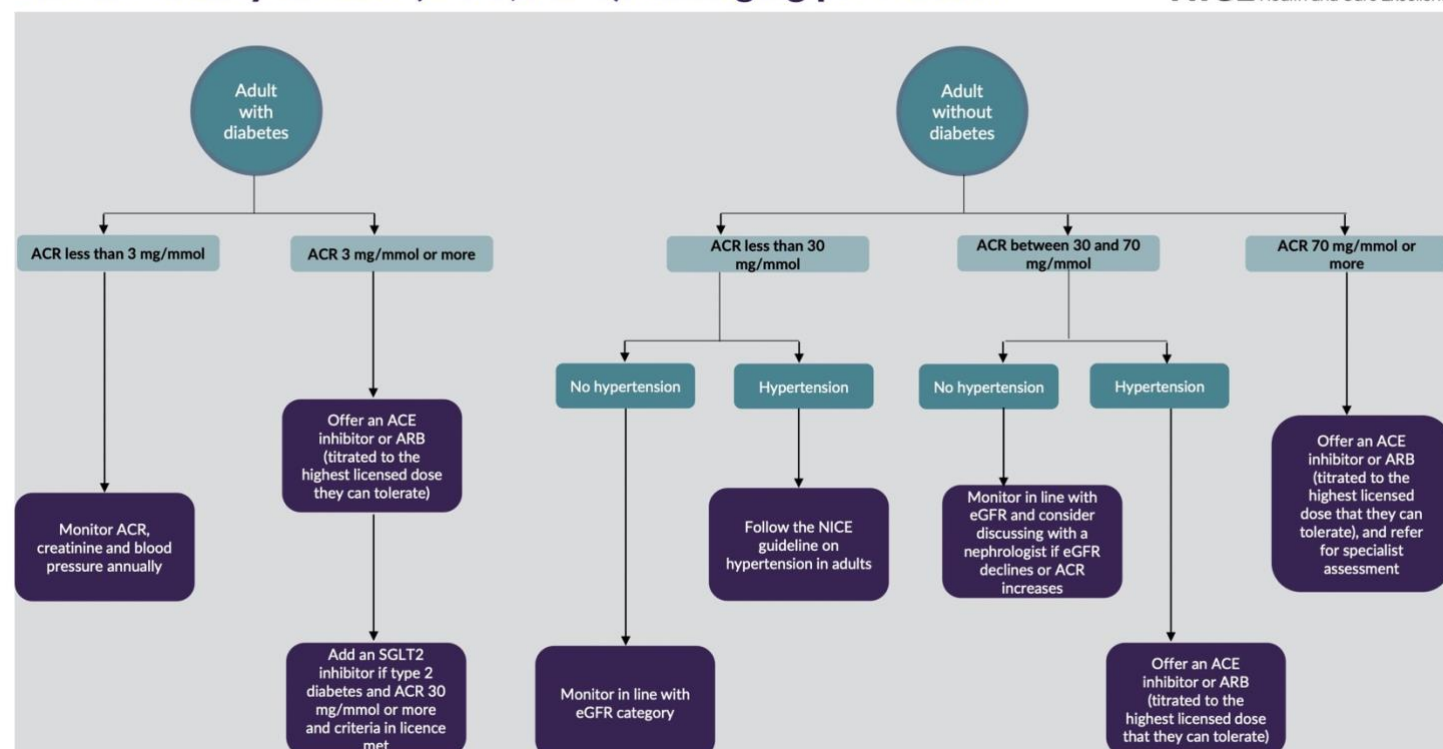 Adult
with
diabetes
ACR less than 3 mg/mmol
Monitor ACR,
creatinine and blood
pressure annually
ACR 3 mg/mmol or more
Offer an ACE
inhibitor or ARB
(titrated to the
highest licensed dose
they can tolerate)
Add an SGLT2
inhibitor if type 2
diabetes and ACR 30
mg/mmol or more
and criteria in licence
met
Adult
without
diabetes
ACR less than 30
mg/mmol
No hypertension
Monitor in line with
eGFR category
Hypertension
Follow the NICE
guideline on
hypertension in adults
ACR between 30 and 70
mg/mmol
No hypertension
Monitor in line with
eGFR and consider
discussing with a
nephrologist if eGFR
declines or ACR
increases
Hypertension
Offer an ACE
inhibitor or ARB
(titrated to the
highest licensed dose
that they can tolerate)
ACR 70 mg/mmol or
more
Offer an ACE
inhibitor or ARB
(titrated to the
highest licensed
dose that they can
tolerate), and refer
for specialist
assessment